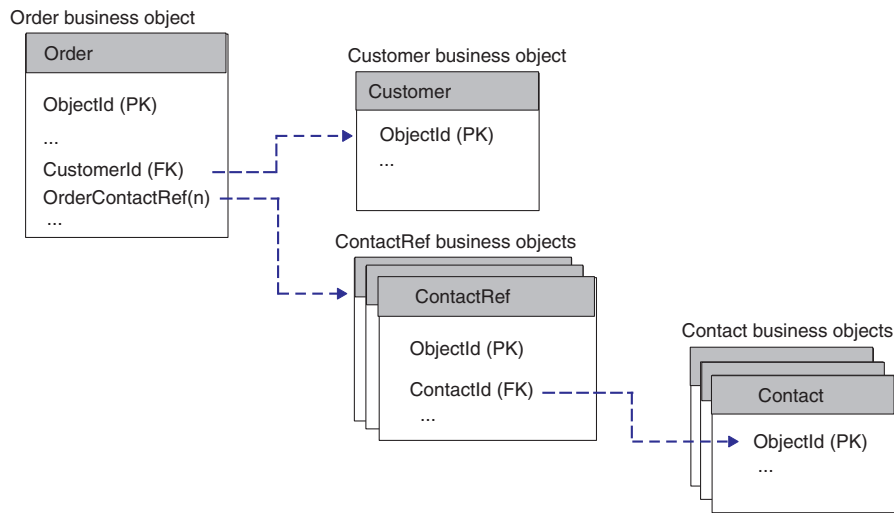 Order business object
Order
ObjectId (PK)
...
CustomerId (FK)
OrderContactRef(n)
...
Customer business object
Customer
ObjectId (PK)
...
ContactRef business objects
ContactRef
ObjectId (PK)
ContactId (FK)
...
Contact business objects
Contact
ObjectId (PK)
...